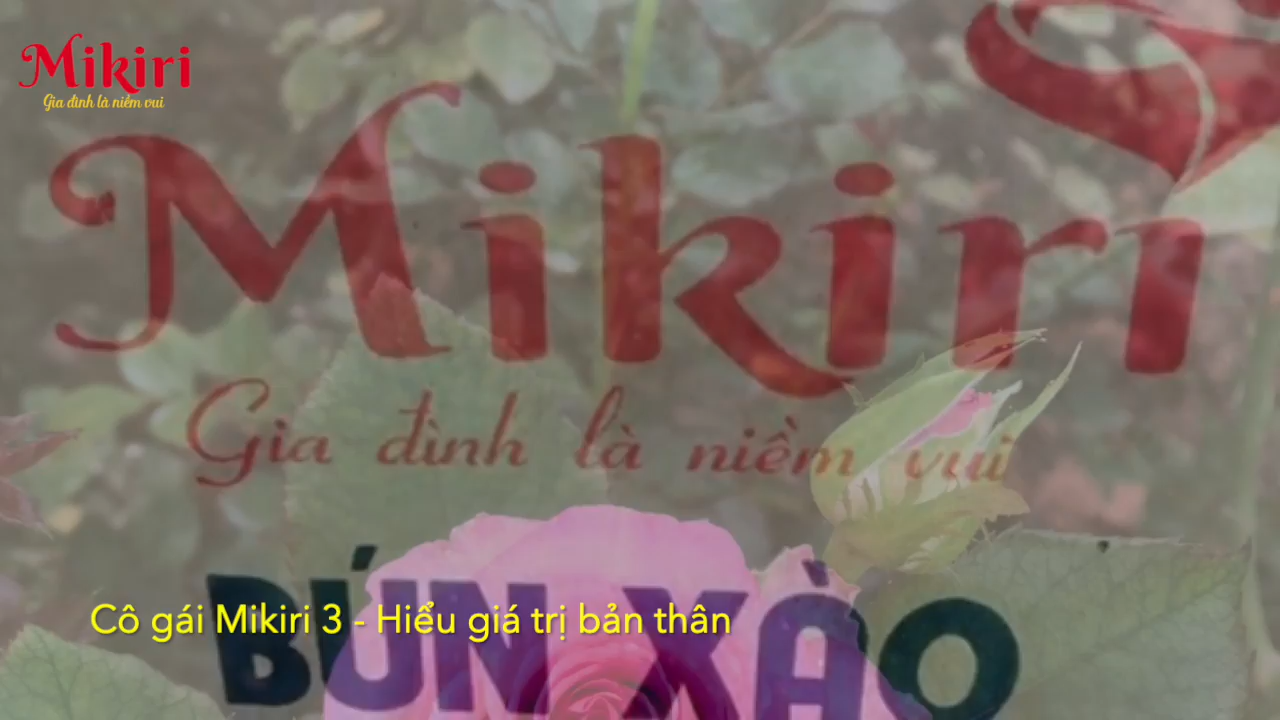 Mikiri
Gia đình là niềm vui
Mikiri
Gia đình là niềm vui
BÚN XÀO
Cô gái Mikiri 3 - Hiểu giá trị bản thân